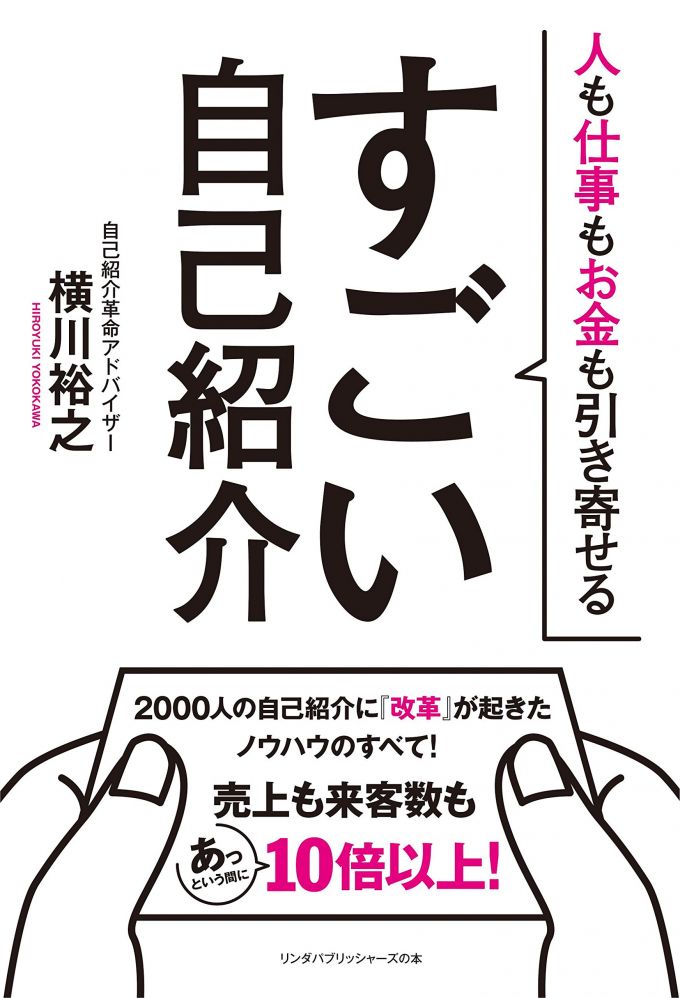 人も仕事もお金も引き寄せる
すごい
自己紹介
自己紹介革命アドバイザー
横川裕之
HIROYUKI YOKOKAWA
2000人の自己紹介に『改革』が起きた
ノウハウのすべて!
売上も来客数も
あっ
という間に
10倍以上!
リンダパブリッシャーズの本